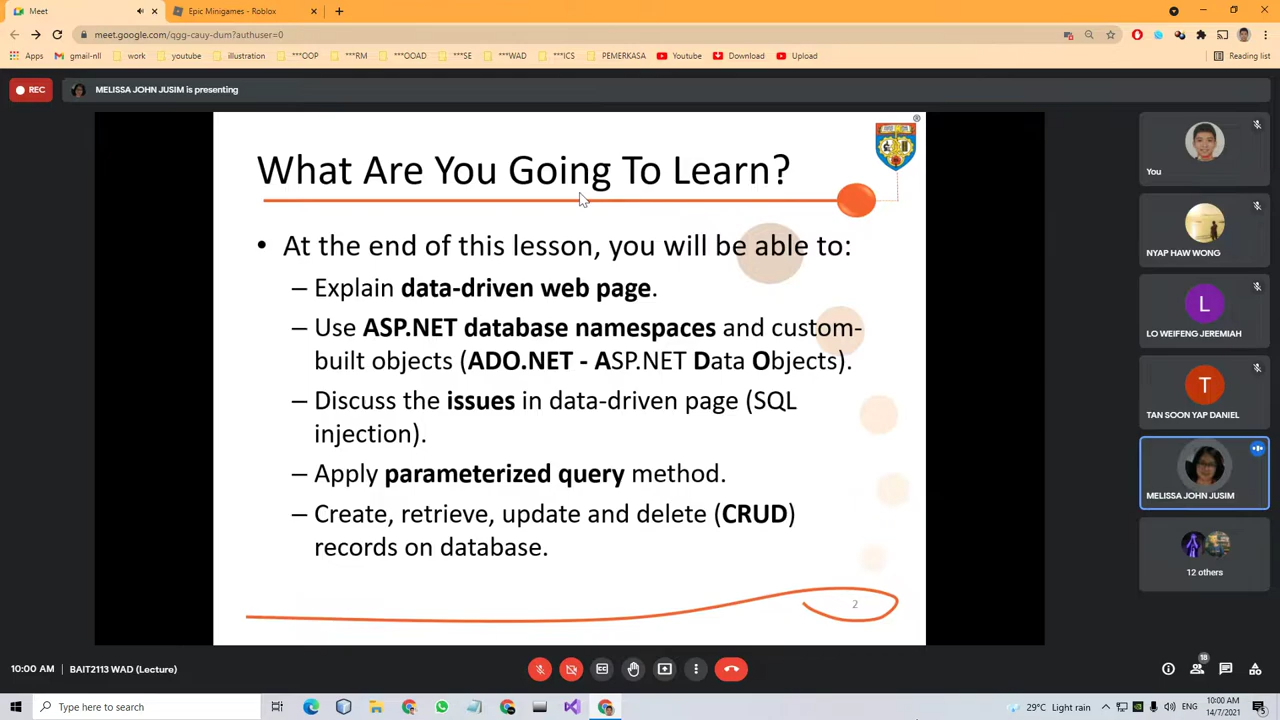 Meet
Epic Minigames - Roblox
meet.google.com/qgg-cauy-dum?authuser=0
gmail-nll
work
youtube
illustration
***OOP
***RM
***OOAD
***SE
***WAD
***ICS
PEMERKASA
Youtube
Download
Upload
Reading list
REC
MELISSA JOHN JUSIM is presenting
What Are You Going To Learn?
• At the end of this lesson, you will be able to:
– Explain data-driven web page.
– Use ASP.NET database namespaces and custom-
built objects (ADO.NET - ASP.NET Data Objects).
– Discuss the issues in data-driven page (SQL
injection).
– Apply parameterized query method.
– Create, retrieve, update and delete (CRUD)
records on database.
2
You
NYAP HAW WONG
L
LO WEIFENG JEREMIAH
T
TAN SOON YAP DANIEL
MELISSA JOHN JUSIM
12 others
10:00 AM | BAIT2113 WAD (Lecture)
18
Type here to search
29°C Light rain
10:00 AM
14/7/2021